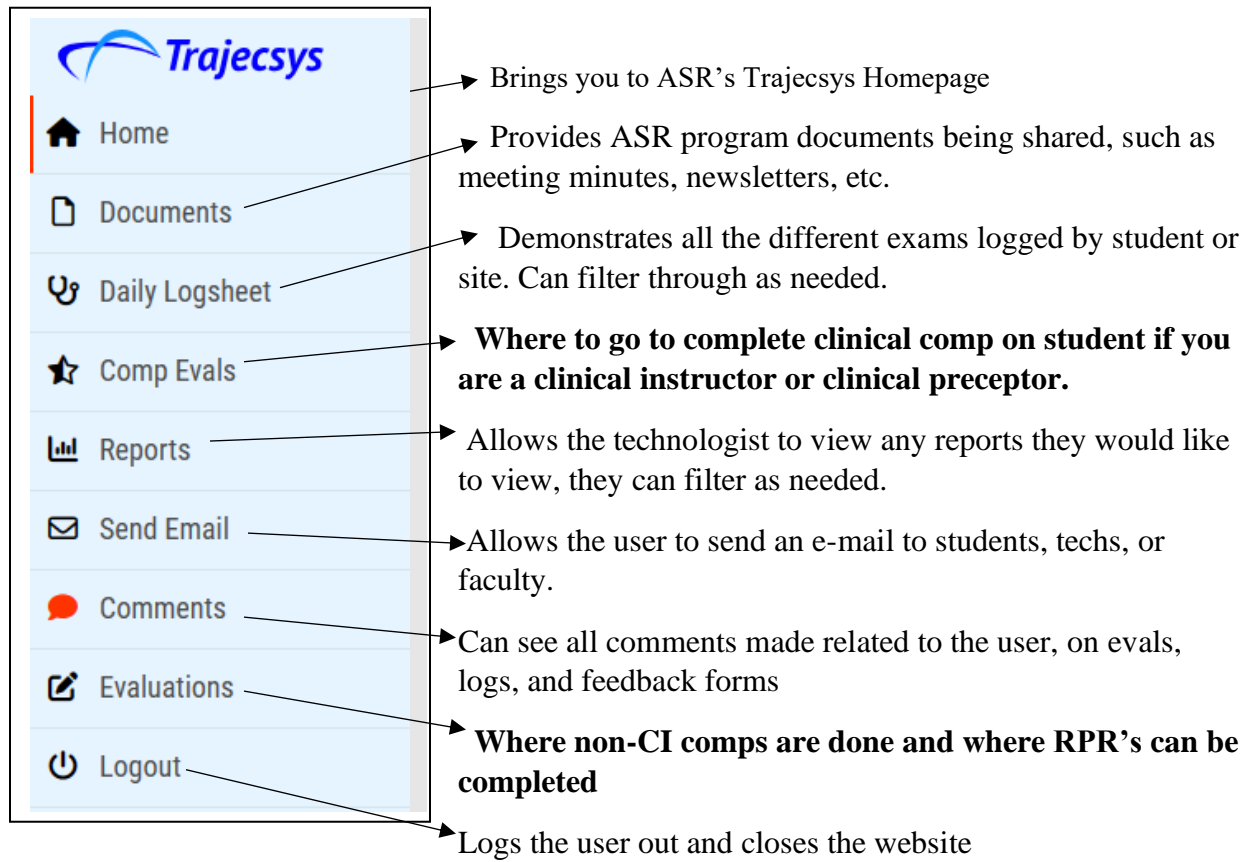 Trajecsys
Brings you to ASR’s Trajecsys Homepage
Home
Provides ASR program documents being shared, such as
meeting minutes, newsletters, etc.
Documents
Demonstrates all the different exams logged by student or
site. Can filter through as needed.
Daily Logsheet
Where to go to complete clinical comp on student if you
are a clinical instructor or clinical preceptor.
Comp Evals
Allows the technologist to view any reports they would like
to view, they can filter as needed.
Reports
Allows the user to send an e-mail to students, techs, or
faculty.
Send Email
Can see all comments made related to the user, on evals,
logs, and feedback forms
Comments
Evaluations
Where non-CI comps are done and where RPR’s can be
completed
Logout
Logs the user out and closes the website